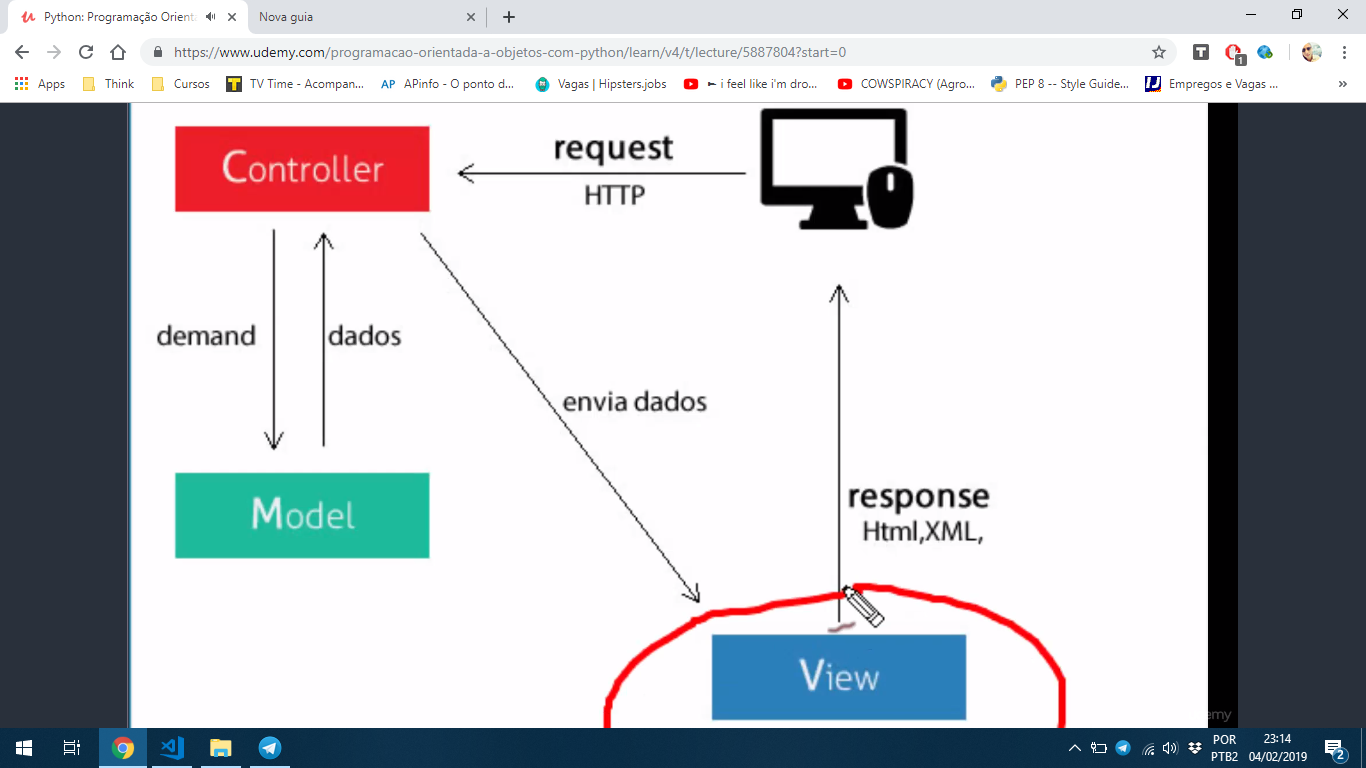 Python: Programação Orienta
Nova guia
https://www.udemy.com/programacao-orientada-a-objetos-com-python/learn/v4/t/lecture/5887804?start=0
T
1
Apps
Think
Cursos
T
TV Time - Acompan...
AP
APinfo - O ponto d...
Vagas | Hipsters.jobs
► i feel like i'm dro...
COWSPIRACY (Agro...
PEP 8 -- Style Guide...
Empregos e Vagas ...
»
Controller
request
HTTP
demand
dados
envia dados
Model
response
Html,XML,
View
emy
POR
PTB2
23:14
04/02/2019
2